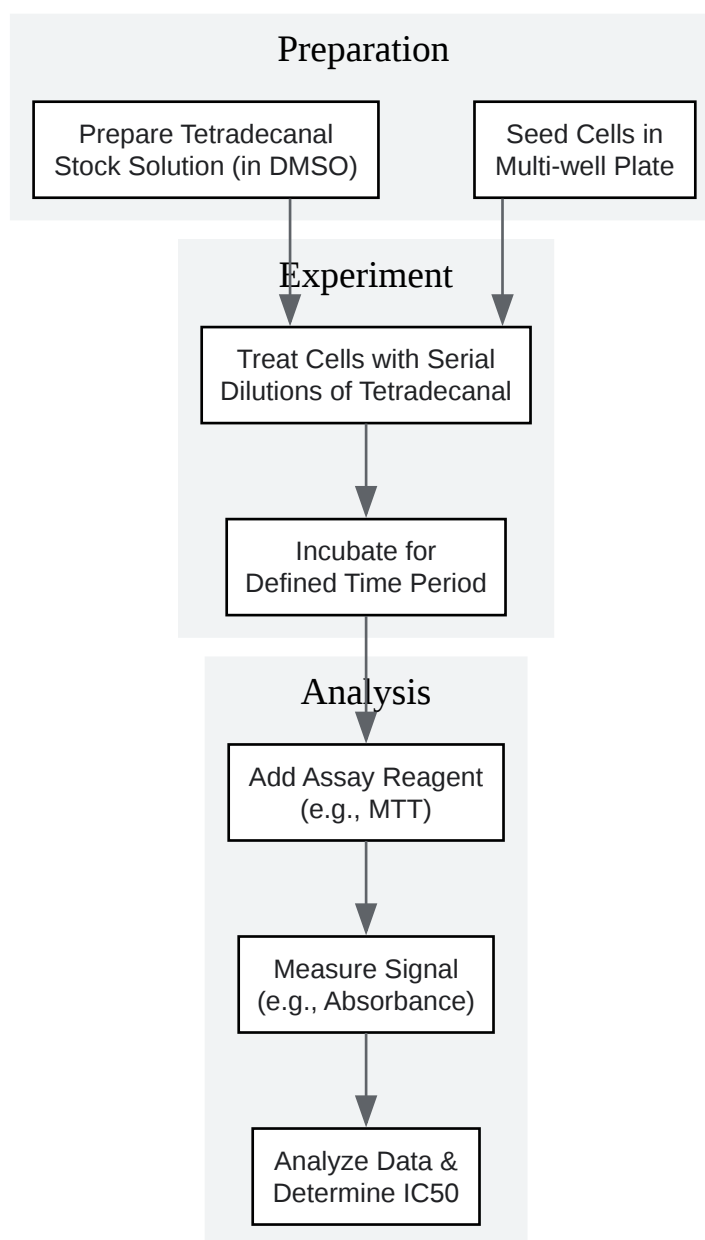 Preparation
Prepare Tetradecanal
Stock Solution (in DMSO)
Seed Cells in
Multi-well Plate
Experiment
Treat Cells with Serial
Dilutions of Tetradecanal
Incubate for
Defined Time Period
Analysis
Add Assay Reagent
(e.g., MTT)
Measure Signal
(e.g., Absorbance)
Analyze Data &
Determine IC50